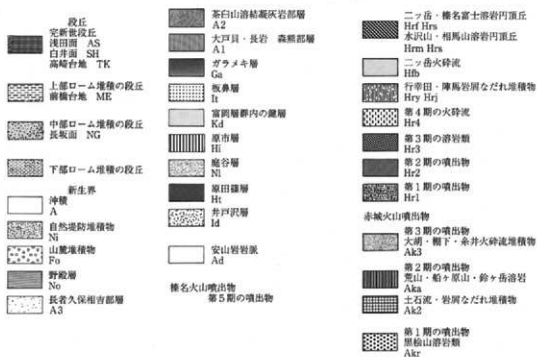 段丘
完新世段丘
浅田面 AS
白井面 SH
高崎台地 TK
上部ローム堆積の段丘
前橋台地 ME
中部ローム堆積の段丘
長坂面 NG
下部ローム堆積の段丘
新生界
沖積
A
自然堤防堆積物
Ni
山麓堆積物
Fo
野殿層
No
長者久保相吉部層
A3
茶臼山溶結凝灰岩部層
A2
大戸貝・長岩 森熊部層
A1
ガラメキ層
Ga
板鼻層
It
富岡層群内の鍵層
Kd
原市層
Hi
庭谷層
Nl
原田篠層
Ht
井戸沢層
Id
安山岩岩脈
Ad
榛名火山噴出物
第5期の噴出物
二ッ岳・榛名富士溶岩円頂丘
Hrf Hrs
水沢山・相馬山溶岩円頂丘
Hrm Hrs
二ッ岳火砕流
Hfb
行幸田・陣馬岩屑なだれ堆積物
Hry Hrj
第4期の火砕流
Hr4
第3期の溶岩類
Hr3
第2期の噴出物
Hr2
第1期の噴出物
Hr1
赤城火山噴出物
第3期の噴出物
大胡・棚下・糸井火砕流堆積物
Ak3
第2期の噴出物
荒山・船ヶ原山・鈴ヶ岳溶岩
Aka
土石流・岩屑なだれ堆積物
Ak2
第1期の噴出物
黒桧山溶岩類
Akr